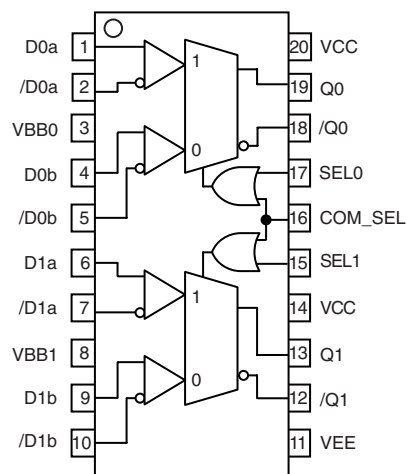 D0a 1 1 20 VCC
/D0a 2 19 Q0
VBB0 3 18 /Q0
D0b 4 0 17 SEL0
/D0b 5 16 COM_SEL
D1a 6 15 SEL1
/D1a 7 1 14 VCC
VBB1 8 13 Q1
D1b 9 0 12 /Q1
/D1b 10 11 VEE